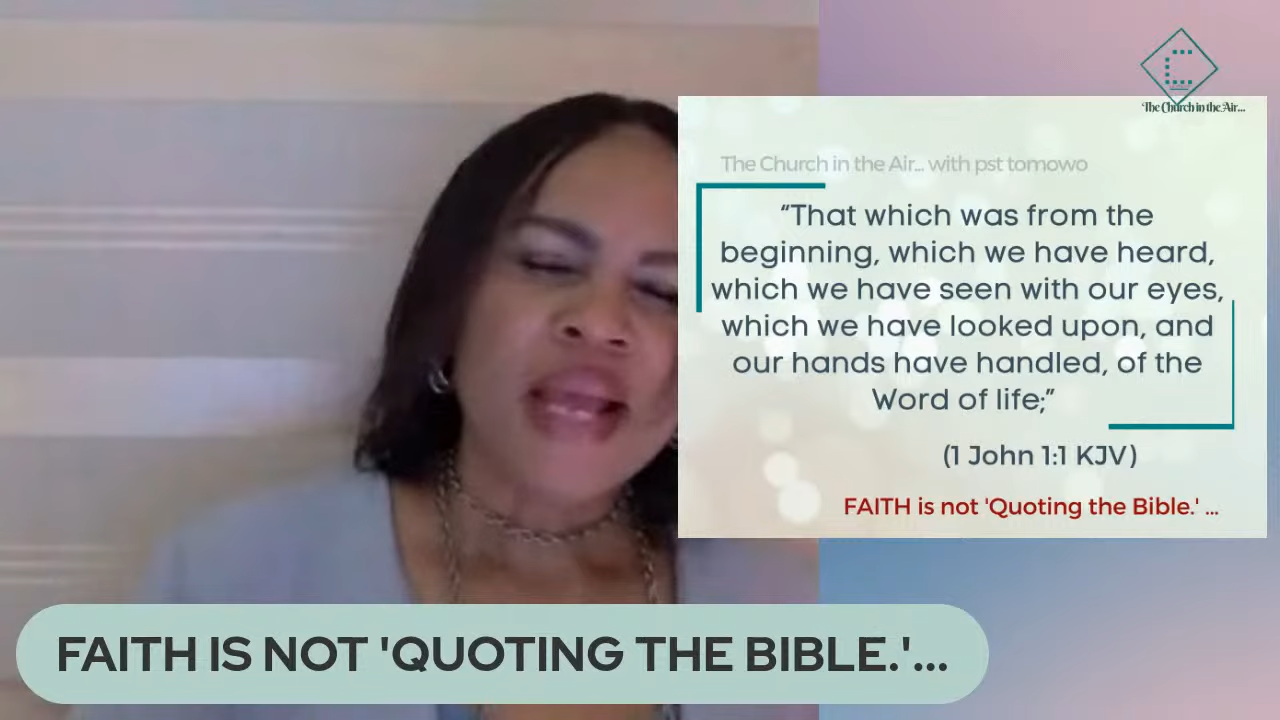 The Church in the Air...
The Church in the Air... with pst tomowo
“That which was from the
beginning, which we have heard,
which we have seen with our eyes,
which we have looked upon, and
our hands have handled, of the
Word of life;”
(1 John 1:1 KJV)
FAITH is not 'Quoting the Bible.' ...
FAITH IS NOT 'QUOTING THE BIBLE.'...